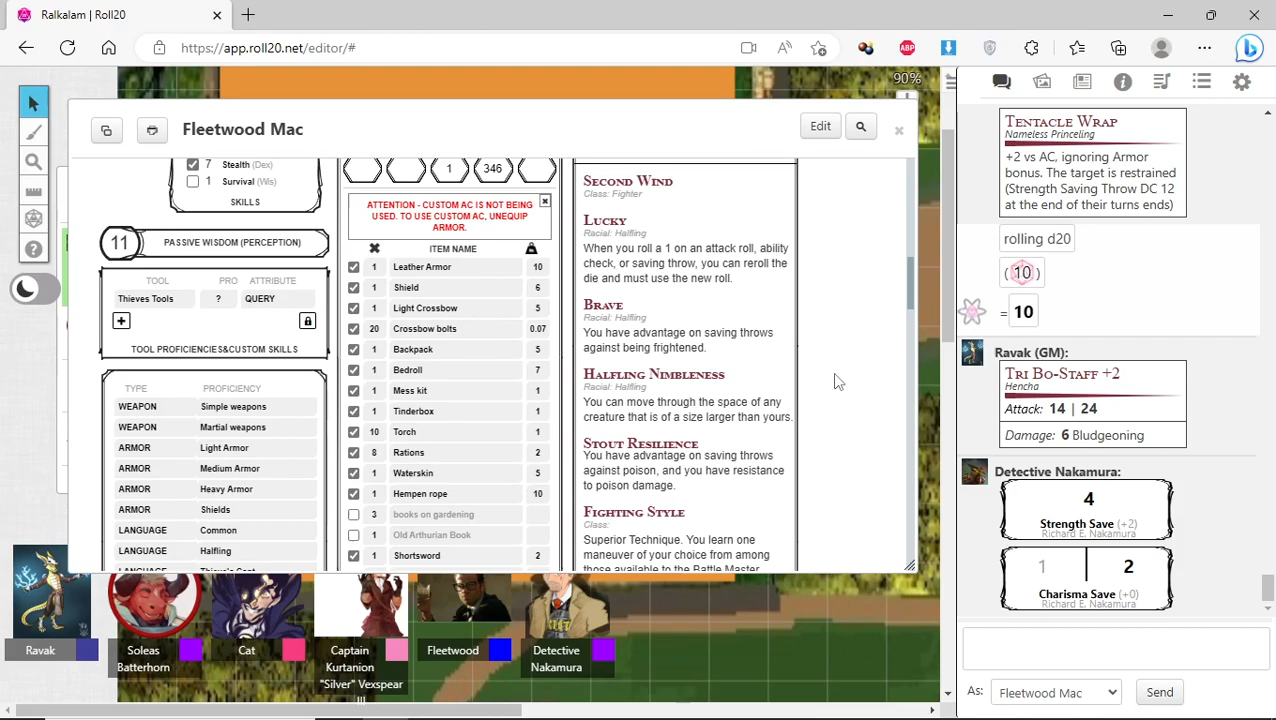 Ralkalam | Roll20
https://app.roll20.net/editor/#
ABP
90%
Fleetwood Mac
Edit
7 Stealth (Dex)
1 Survival (Wis)
SKILLS
11 PASSIVE WISDOM (PERCEPTION)
TOOL PRO ATTRIBUTE
Thieves Tools ? QUERY
TOOL PROFICIENCIES&CUSTOM SKILLS
TYPE PROFICIENCY
WEAPON Simple weapons
WEAPON Martial weapons
ARMOR Light Armor
ARMOR Medium Armor
ARMOR Heavy Armor
ARMOR Shields
LANGUAGE Common
LANGUAGE Halfling
1 346
ATTENTION - CUSTOM AC IS NOT BEING
USED. TO USE CUSTOM AC, UNEQUIP
ARMOR.
ITEM NAME
1 Leather Armor 10
1 Shield 6
1 Light Crossbow 5
20 Crossbow bolts 0.07
1 Backpack 5
1 Bedroll 7
1 Mess kit 1
1 Tinderbox 1
10 Torch 1
8 Rations 2
1 Waterskin 5
1 Hempen rope 10
3 books on gardening
1 Old Arthurian Book
1 Shortsword 2
Second Wind
Class: Fighter
Lucky
Racial: Halfling
When you roll a 1 on an attack roll, ability
check, or saving throw, you can reroll the
die and must use the new roll.
Brave
Racial: Halfling
You have advantage on saving throws
against being frightened.
Halfling Nimbleness
Racial: Halfling
You can move through the space of any
creature that is of a size larger than yours.
Stout Resilience
You have advantage on saving throws
against poison, and you have resistance
to poison damage.
Fighting Style
Class:
Superior Technique. You learn one
maneuver of your choice from among
those available to the Battle Master
Ravak
Soleas
Batterhorn
Cat
Captain
Kurtanion
"Silver" Vexspear
Fleetwood
Detective
Nakamura
Tentacle Wrap
Nameless Princeling
+2 vs AC, ignoring Armor
bonus. The target is restrained
(Strength Saving Throw DC 12
at the end of their turns ends)
rolling d20
(10)
= 10
Ravak (GM):
Tri Bo-Staff +2
Hencha
Attack: 14 | 24
Damage: 6 Bludgeoning
Detective Nakamura:
4
Strength Save (+2)
Richard E. Nakamura
1 2
Charisma Save (+0)
Richard E. Nakamura
As: Fleetwood Mac Send